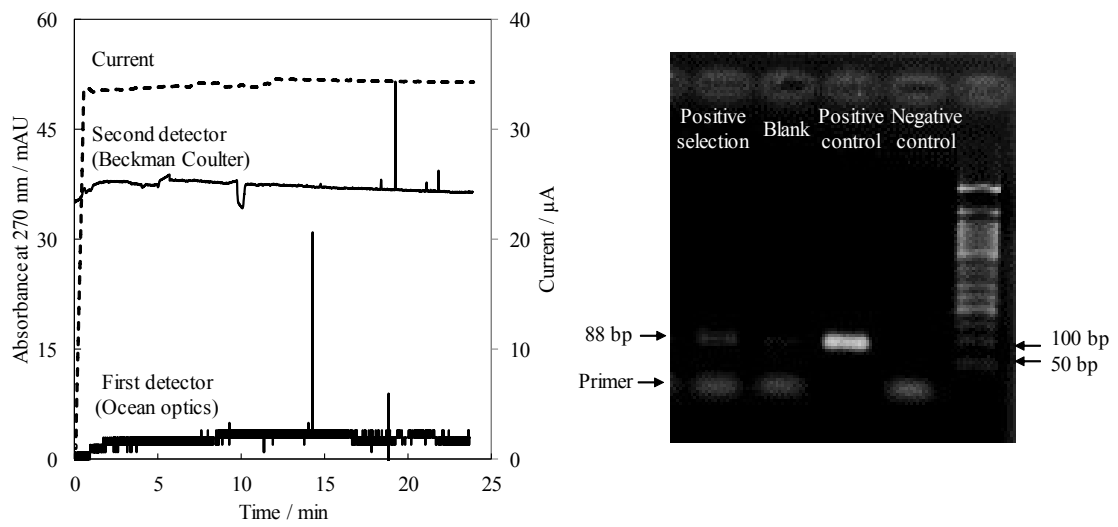 60
45
30
15
0
Absorbance at 270 nm / mAU
Current
Second detector
(Beckman Coulter)
First detector
(Ocean optics)
40
30
20
10
0
Current / μA
0 5 10 15 20 25
Time / min
Positive
selection
Blank
Positive
control
Negative
control
88 bp
Primer
100 bp
50 bp